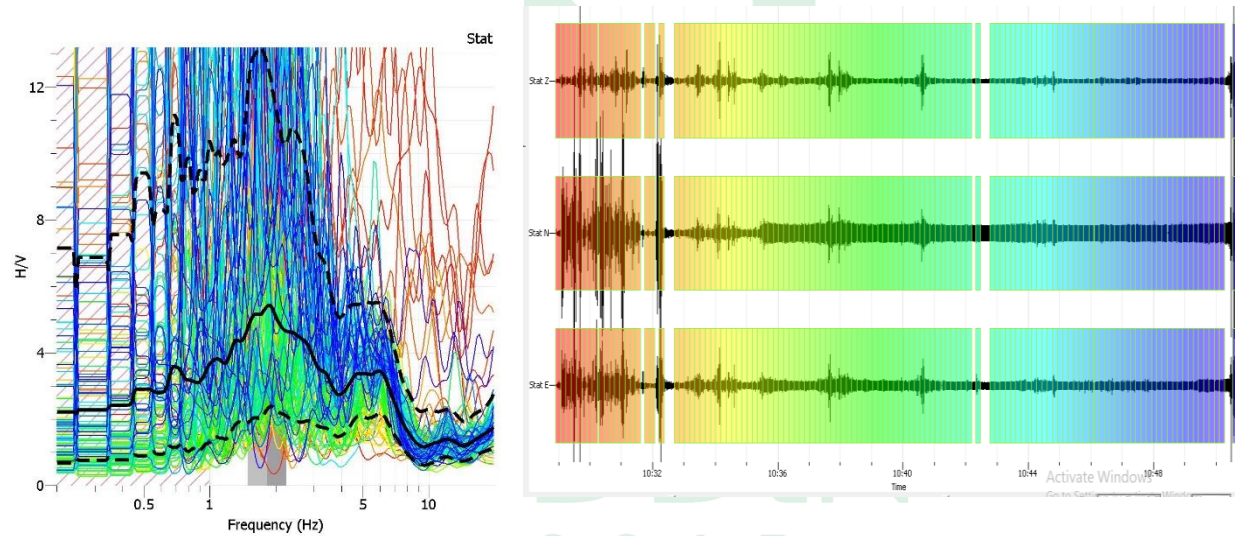 Stat
12
8
H/V
4
0
0.5 1 5 10
Frequency (Hz)
Stat Z
Stat N
Stat E
10:32 10:36 10:40 10:44 10:48
Time
Activate Windows